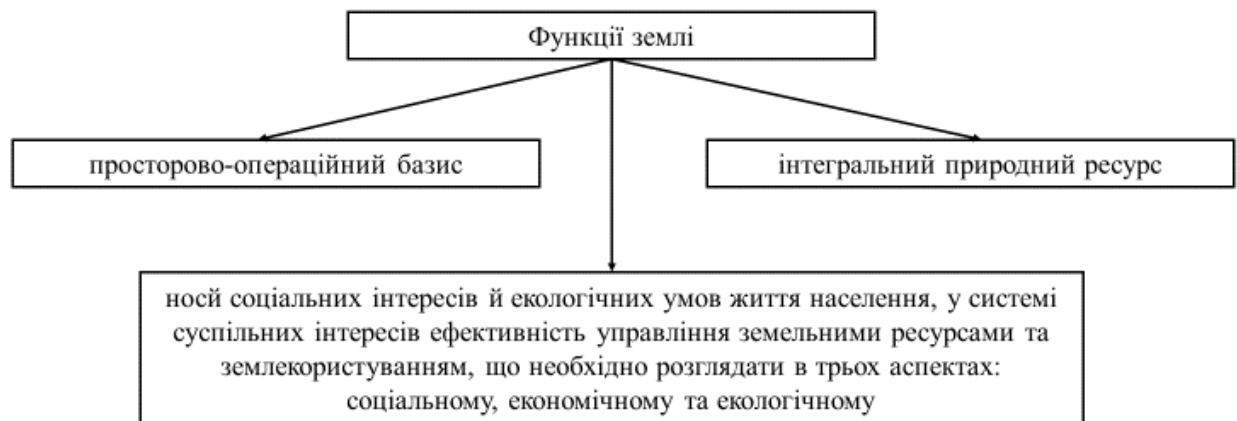 Функції землі
просторово-операційний базис
інтегральний природний ресурс
носй соціальних інтересів й екологічних умов життя населення, у системі
суспільних інтересів ефективність управління земельними ресурсами та
землекористуванням, що необхідно розглядати в трьох аспектах:
соціальному, економічному та екологічному